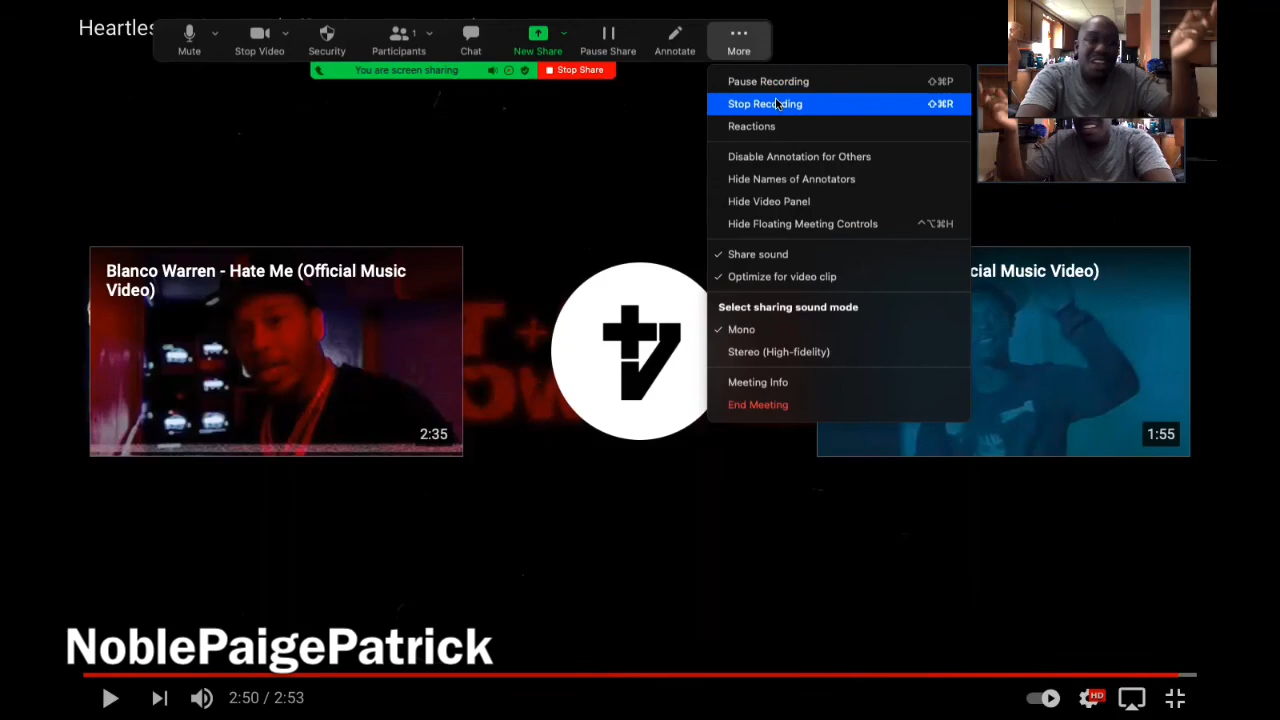 Heartles
Mute
Stop Video
Security
Participants
1
Chat
New Share
Pause Share
Annotate
More
You are screen sharing
Stop Share
Pause Recording ⇧⌘P
Stop Recording ⇧⌘R
Reactions
Disable Annotation for Others
Hide Names of Annotators
Hide Video Panel
Hide Floating Meeting Controls ^⌥⌘H
Share sound
Optimize for video clip
Select sharing sound mode
Mono
Stereo (High-fidelity)
Meeting Info
End Meeting
Blanco Warren - Hate Me (Official Music
Video)
2:35
cial Music Video)
1:55
NoblePaigePatrick
2:50 / 2:53
HD